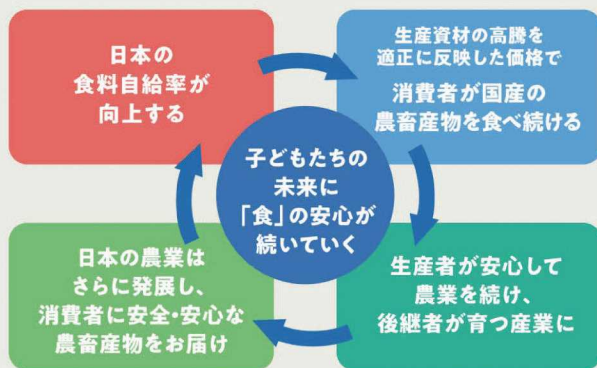 日本の
食料自給率が
向上する
生産資材の高騰を
適正に反映した価格で
消費者が国産の
農畜産物を食べ続ける
子どもたちの
未来に
「食」の安心が
続いていく
生産者が安心して
農業を続け、
後継者が育つ産業に
日本の農業は
さらに発展し、
消費者に安全・安心な
農畜産物をお届け